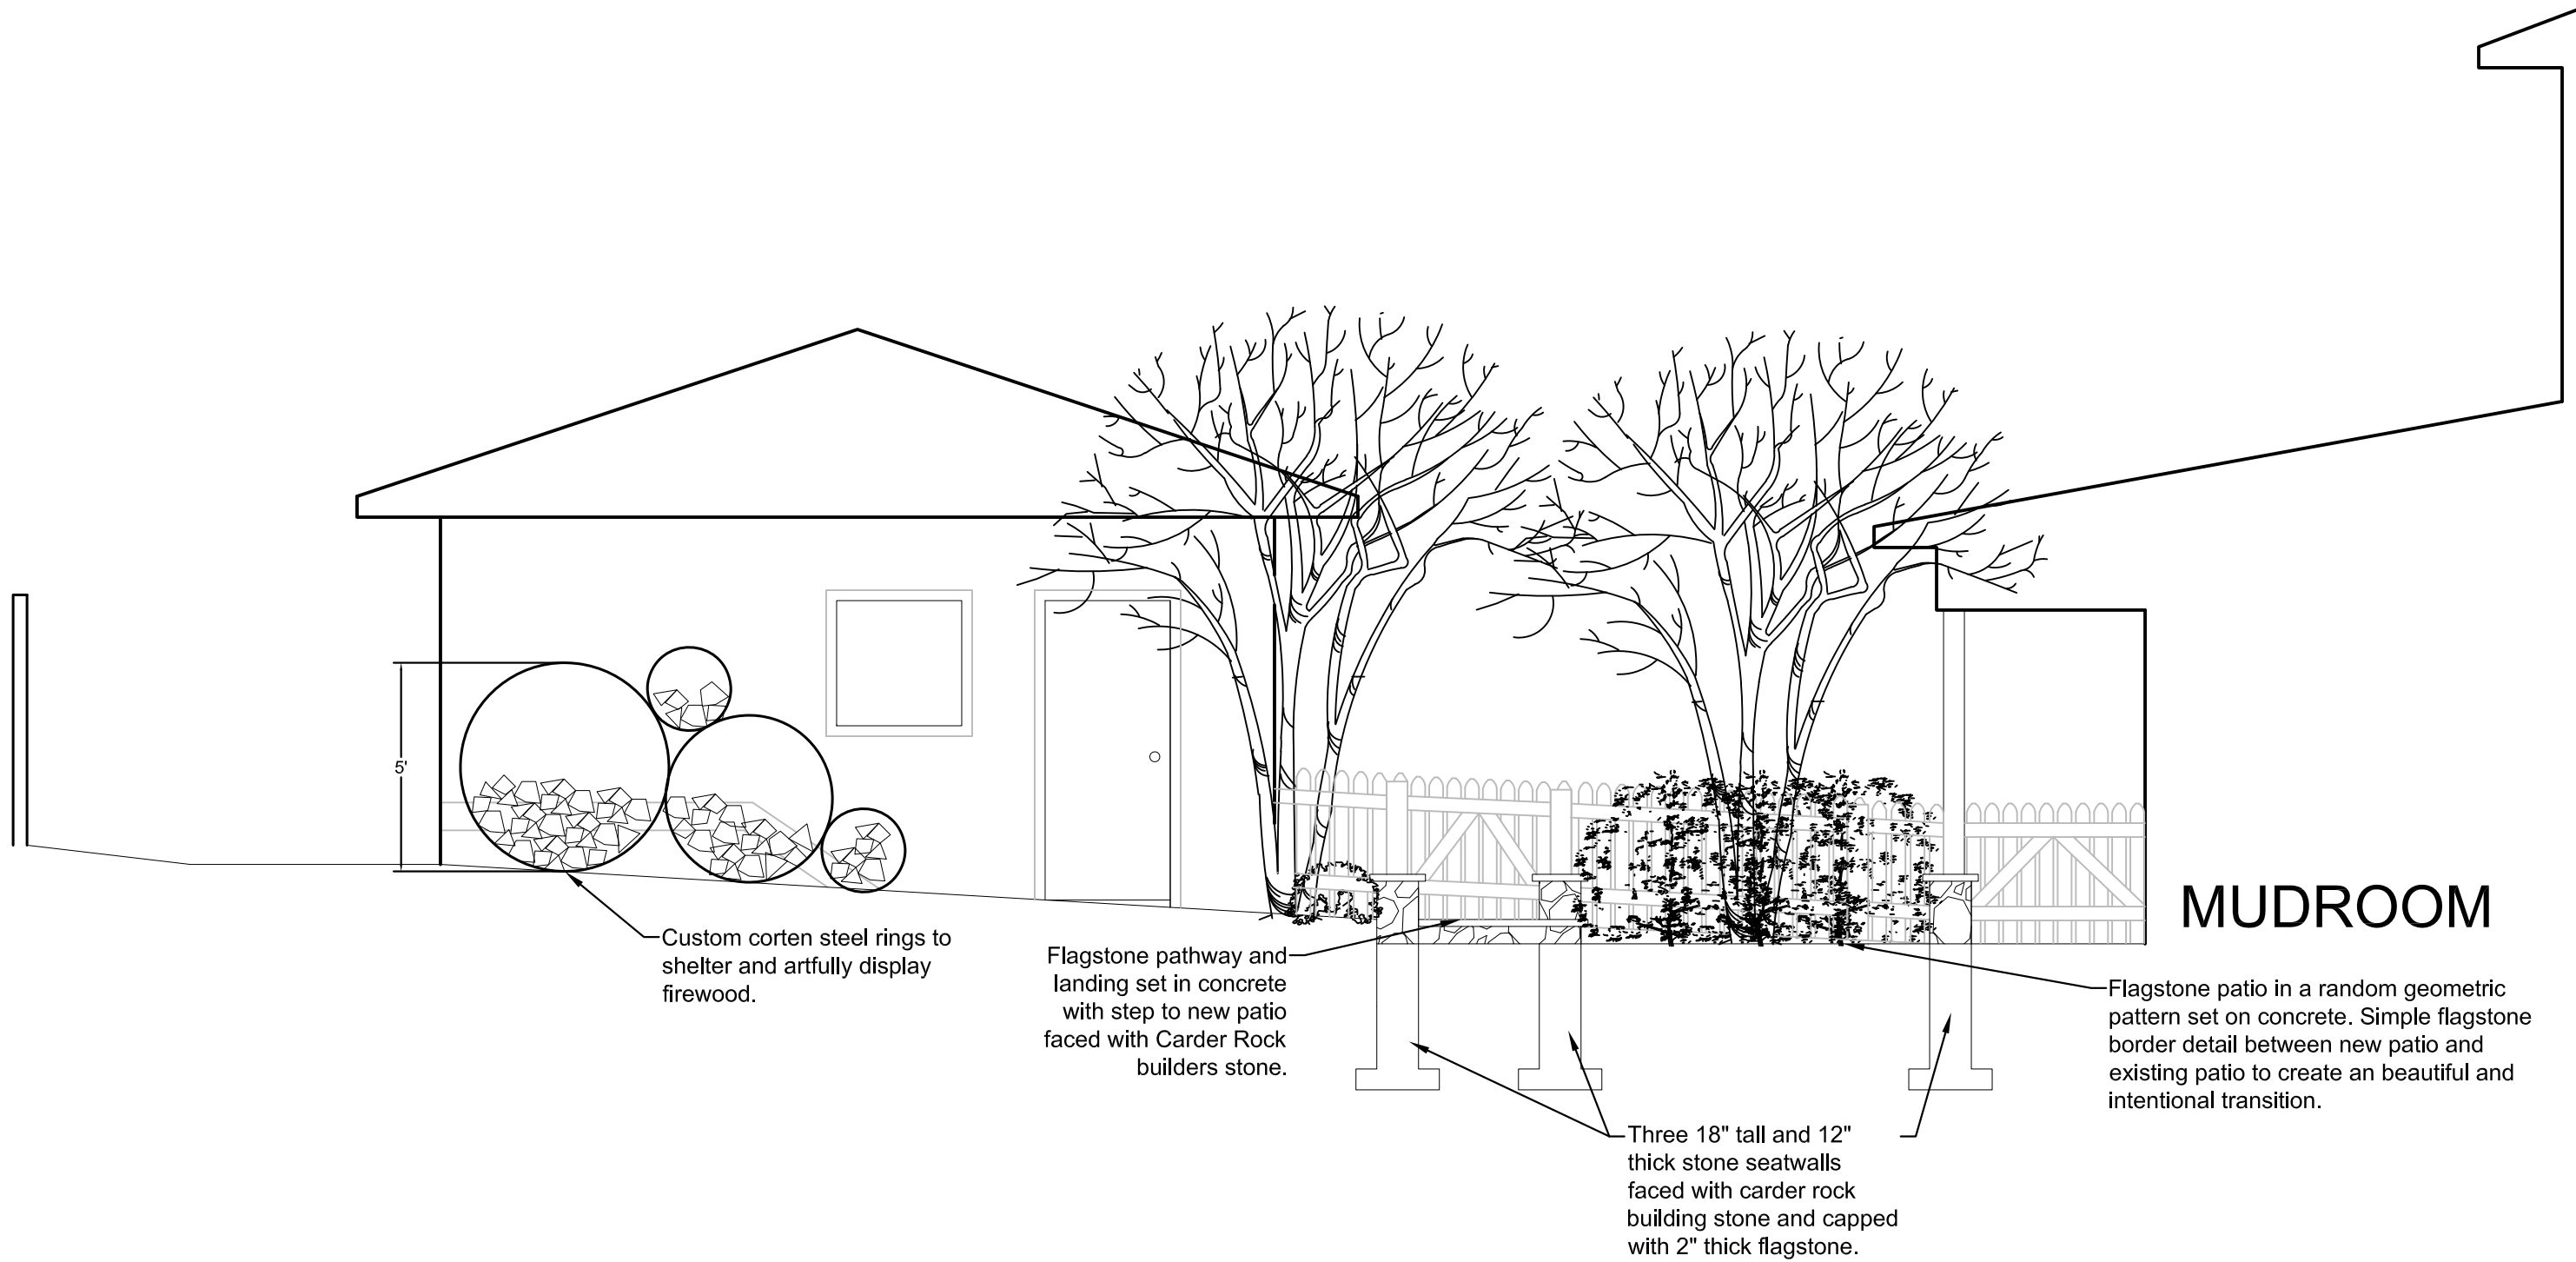 5'
MUDROOM
Custom corten steel rings to
shelter and artfully display
firewood.
Flagstone pathway and
landing set in concrete
with step to new patio
faced with Carder Rock
builders stone.
Flagstone patio in a random geometric
pattern set on concrete. Simple flagstone
border detail between new patio and
existing patio to create an beautiful and
intentional transition.
Three 18" tall and 12"
thick stone seatwalls
faced with carder rock
building stone and capped
with 2" thick flagstone.